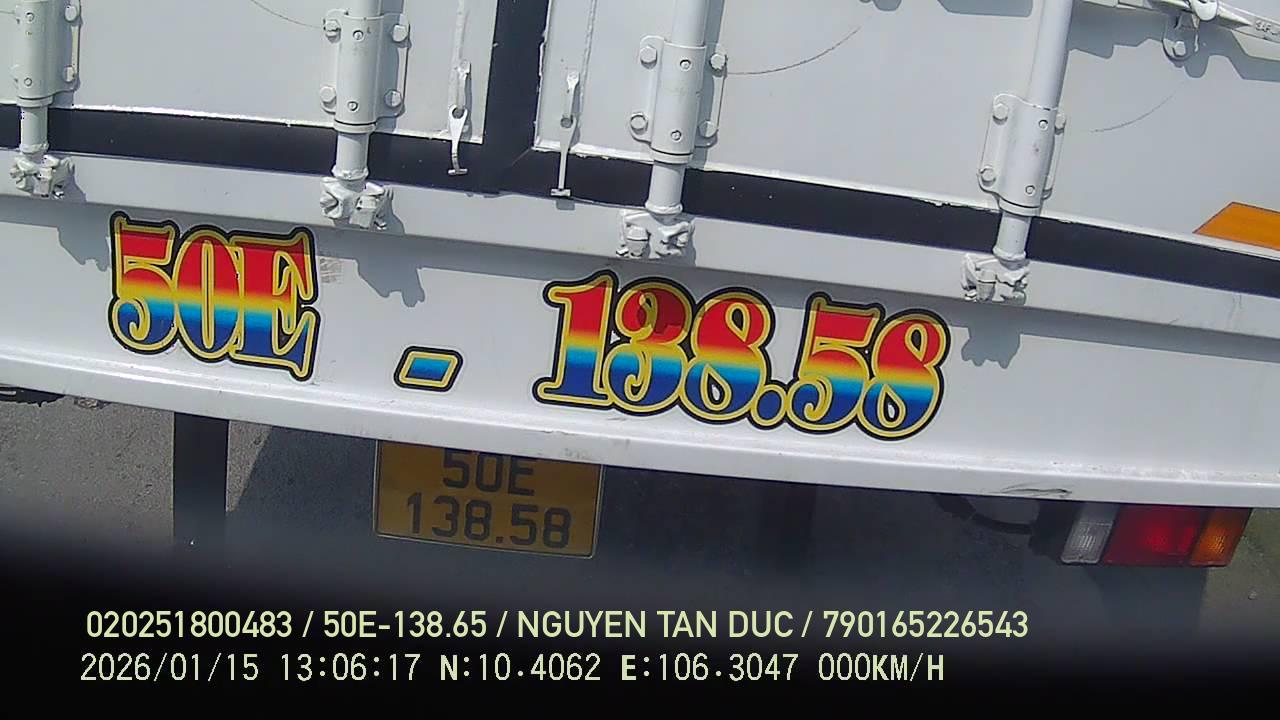 50E - 138.58
50E
138.58
020251800483 / 50E-138.65 / NGUYEN TAN DUC / 790165226543
2026/01/15 13:06:17 N:10.4062 E:106.3047 000KM/H